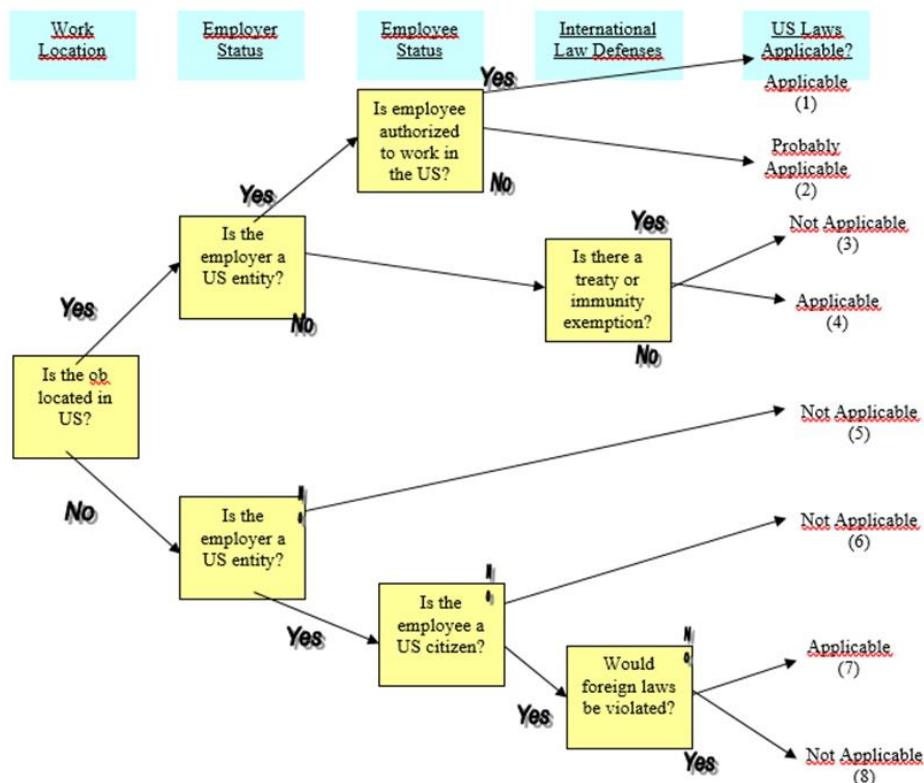 Work
Location
Employer
Status
Employee
Status
International
Law Defenses
US Laws
Applicable?
Yes
Is employee
authorized
to work in
the US?
No
Applicable
(1)
Probably
Applicable
(2)
Yes
Is the
employer a
US entity?
No
Yes
Is there a
treaty or
immunity
exemption?
No
Not Applicable
(3)
Applicable
(4)
Yes
Is the ob
located in
US?
No
Not Applicable
(5)
No
Is the
employer a
US entity?
Yes
Not Applicable
(6)
No
Is the
employee a
US citizen?
Yes
No
Would
foreign laws
be violated?
Yes
Applicable
(7)
Not Applicable
(8)